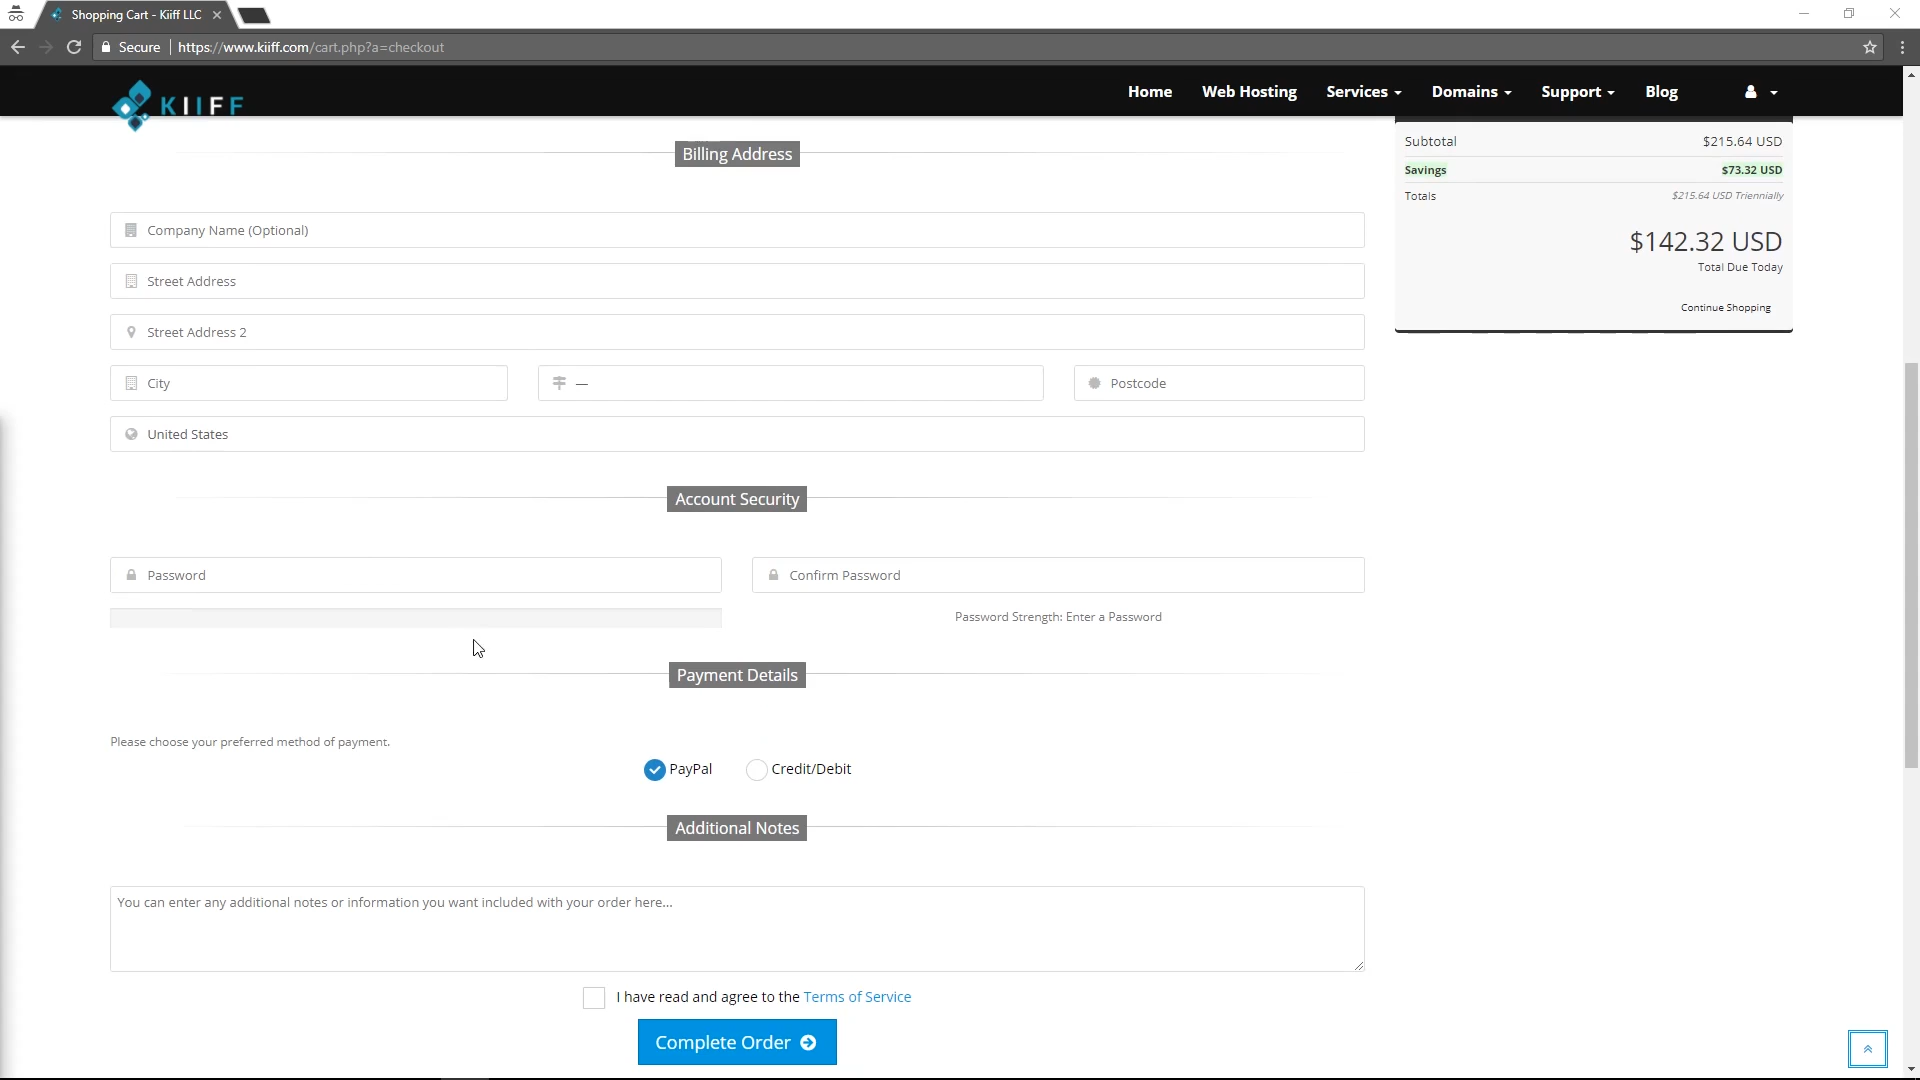 Shopping Cart - Kiiff LLC
Secure https://www.kiiff.com/cart.php?a=checkout
KIIFF
Home Web Hosting Services Domains Support Blog
Billing Address
Company Name (Optional)
Street Address
Street Address 2
City — Postcode
United States
Subtotal $215.64 USD
Savings $73.32 USD
Totals $215.64 USD Triennially
$142.32 USD
Total Due Today
Continue Shopping
Account Security
Password Confirm Password
Password Strength: Enter a Password
Payment Details
Please choose your preferred method of payment.
PayPal Credit/Debit
Additional Notes
You can enter any additional notes or information you want included with your order here...
I have read and agree to the Terms of Service
Complete Order